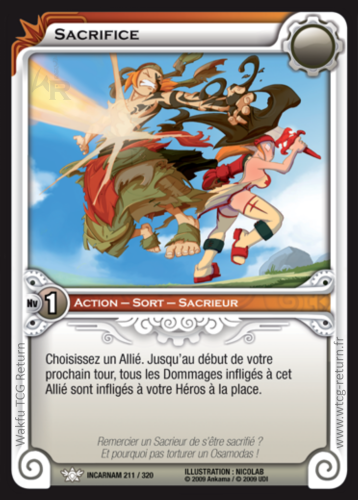 SACRIFICE
Nv 1
ACTION – SORT – SACRIEUR
Choisissez un Allié. Jusqu'au début de votre
prochain tour, tous les Dommages infligés à cet
Allié sont infligés à votre Héros à la place.
Remercier un Sacrieur de s'être sacrifié ?
Et pourquoi pas torturer un Osamodas !
INCARNAM 211 / 320
ILLUSTRATION : NICOLAB
© 2009 Ankama / © 2009 UDI
Wakfu TCG Return
www.wtcg-return.fr